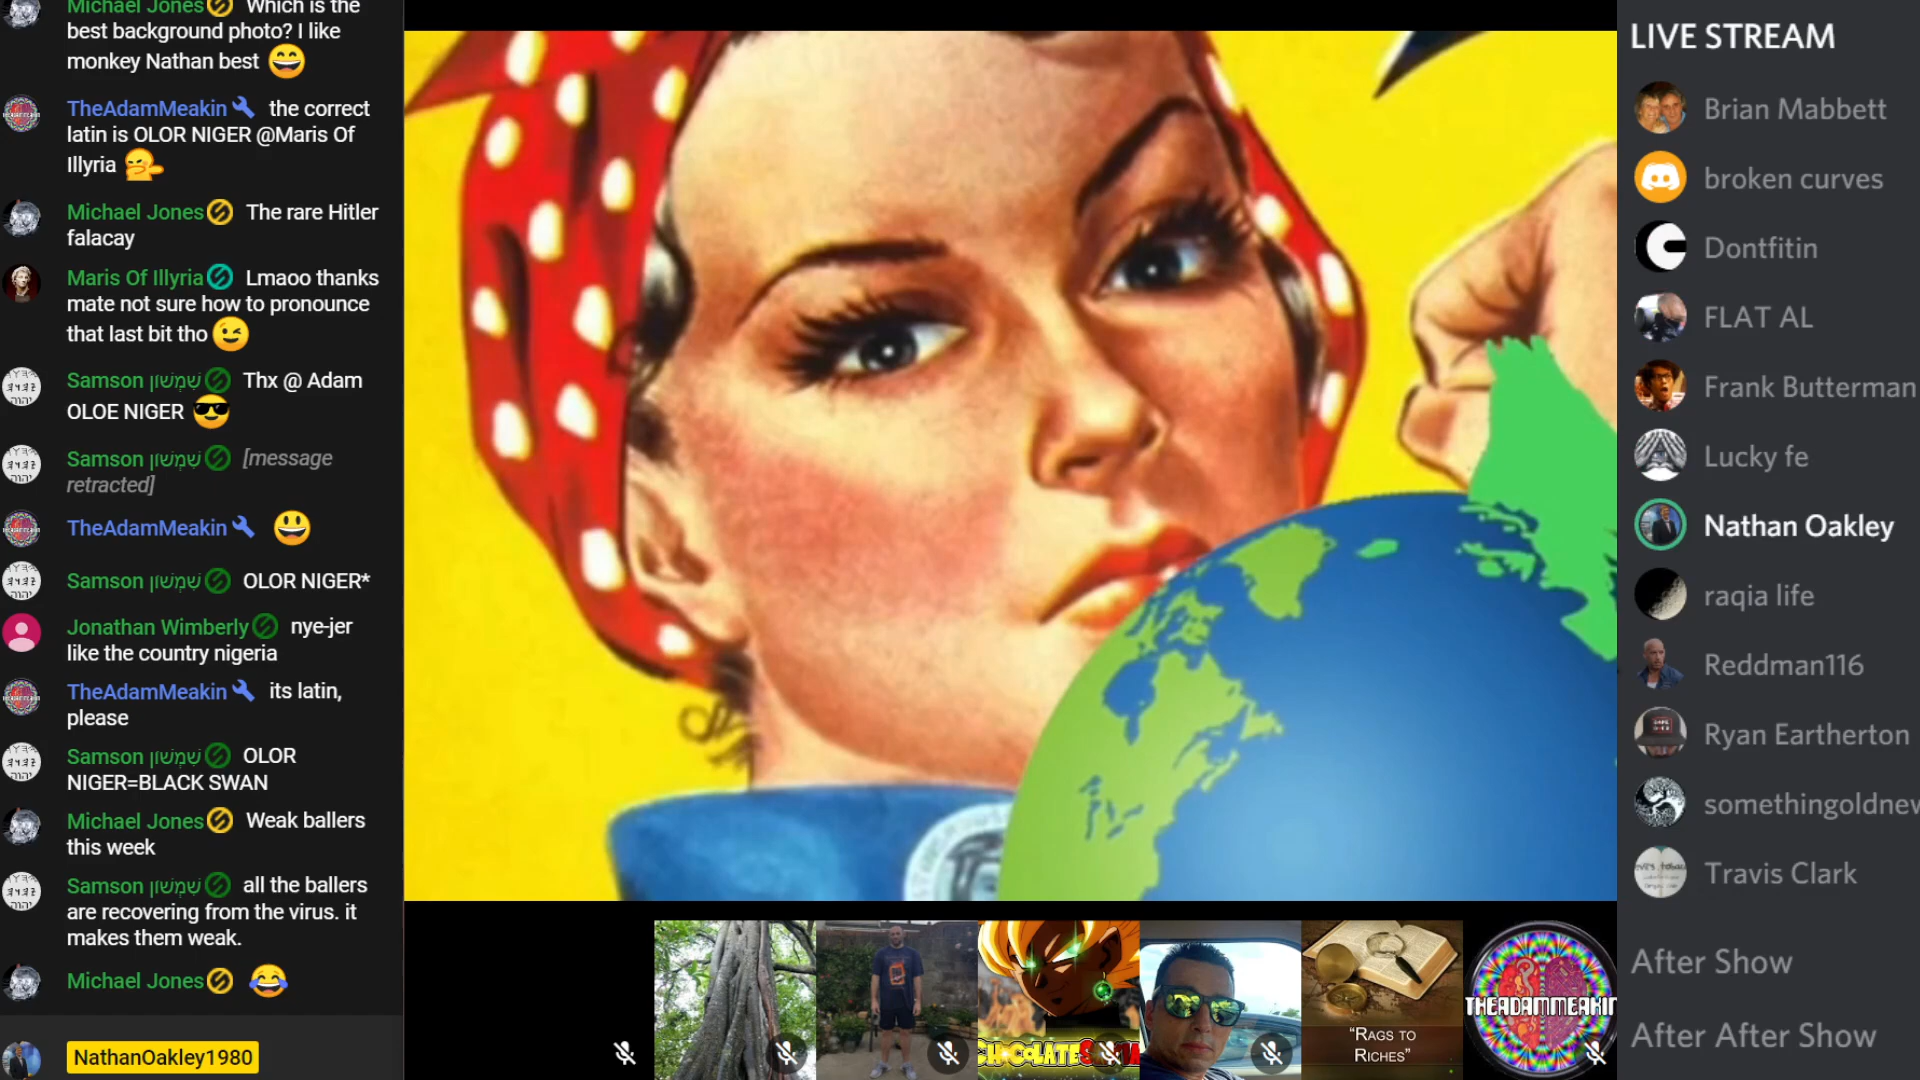 Michael Jones Which is the
best background photo? I like
monkey Nathan best
TheAdamMeakin the correct
latin is OLOR NIGER @Maris Of
Illyria
Michael Jones The rare Hitler
falacay
Maris Of Illyria Lmaoo thanks
mate not sure how to pronounce
that last bit tho
Samson שִׁמְשׁוֹן Thx @ Adam
OLOE NIGER
Samson שִׁמְשׁוֹן [message
retracted]
TheAdamMeakin
Samson שִׁמְשׁוֹן OLOR NIGER*
Jonathan Wimberly nye-jer
like the country nigeria
TheAdamMeakin its latin,
please
Samson שִׁמְשׁוֹן OLOR
NIGER=BLACK SWAN
Michael Jones Weak ballers
this week
Samson שִׁמְשׁוֹן all the ballers
are recovering from the virus. it
makes them weak.
Michael Jones
NathanOakley1980
"RAGS TO
RICHES"
THEADAMMEAKIN
LIVE STREAM
Brian Mabbett
broken curves
Dontfitin
FLAT AL
Frank Butterman
Lucky fe
Nathan Oakley
raqia life
Reddman116
Ryan Eartherton
somethingoldnew
Travis Clark
After Show
After After Show